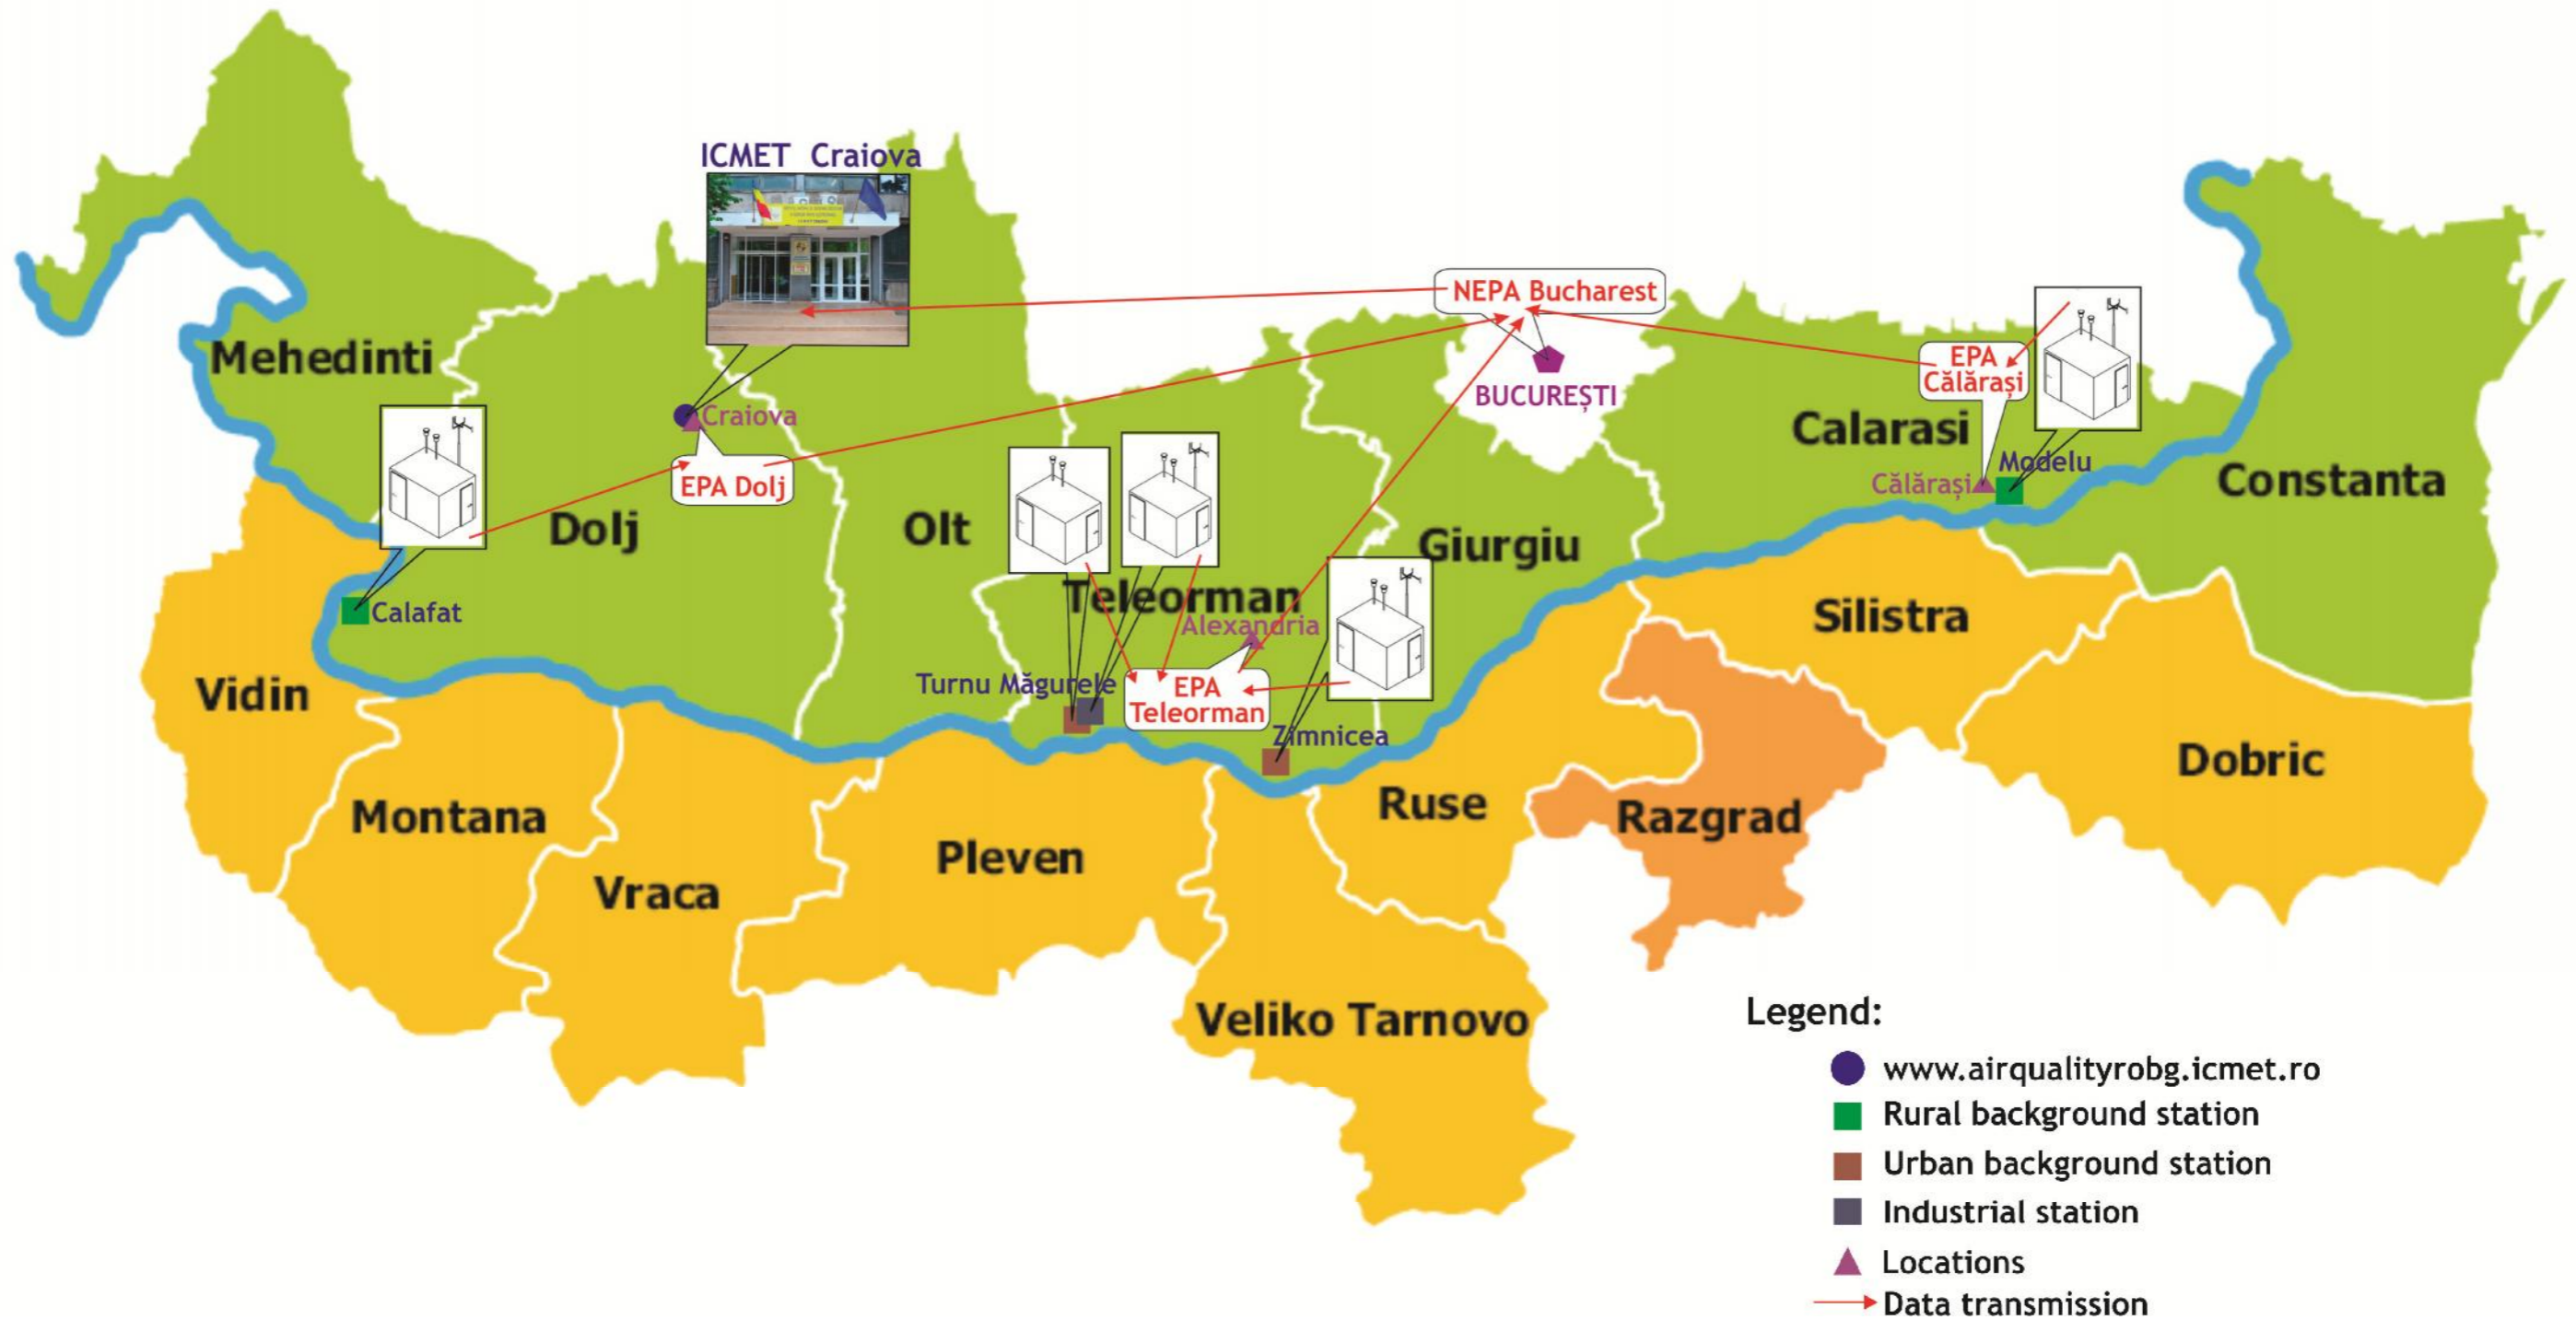 ICMET Craiova
NEPA Bucharest
BUCUREȘTI
Mehedinti
EPA
Călărași
Craiova
EPA Dolj
Calarasi
Modelu
Călărași
Constanta
Dolj
Olt
Giurgiu
Teleorman
Alexandria
Calafat
Silistra
Turnu Măgurele
EPA
Teleorman
Vidin
Zimnicea
Dobric
Montana
Ruse
Razgrad
Pleven
Vraca
Veliko Tarnovo
Legend:
www.airqualityrobg.icmet.ro
Rural background station
Urban background station
Industrial station
Locations
Data transmission